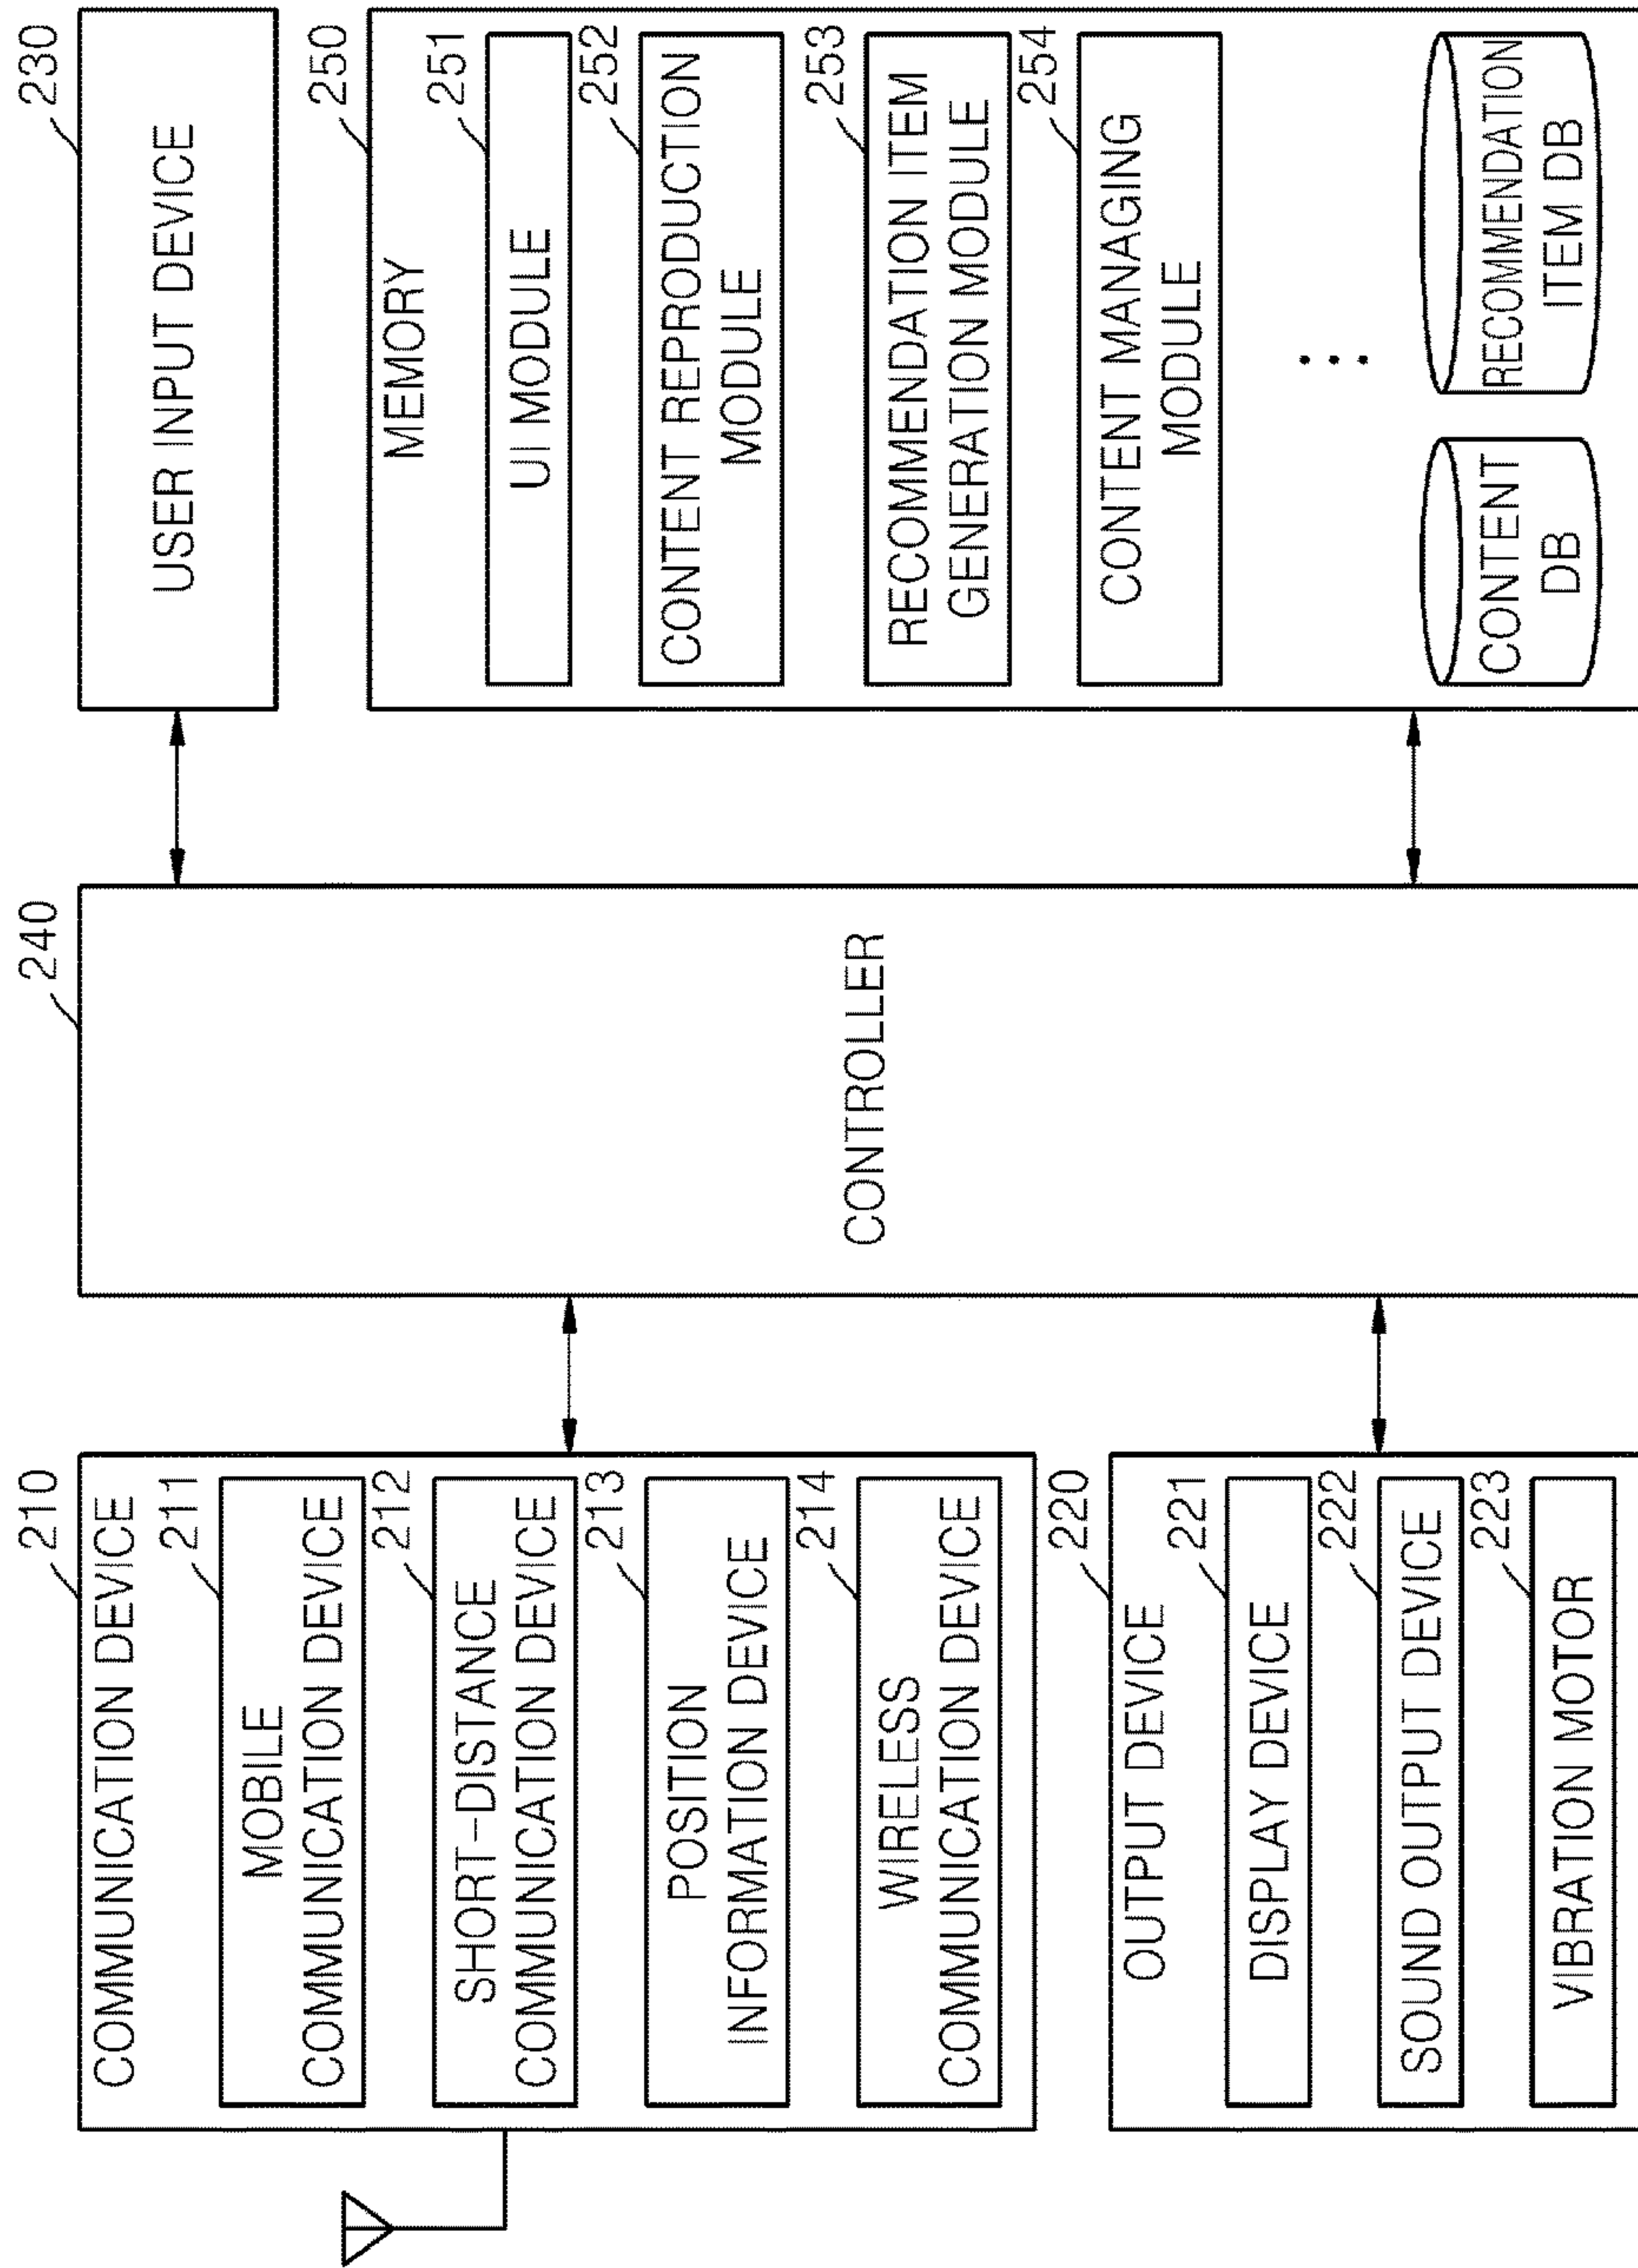 210
COMMUNICATION DEVICE
211
MOBILE
COMMUNICATION DEVICE
212
SHORT-DISTANCE
COMMUNICATION DEVICE
213
POSITION
INFORMATION DEVICE
214
WIRELESS
COMMUNICATION DEVICE
220
OUTPUT DEVICE
221
DISPLAY DEVICE
222
SOUND OUTPUT DEVICE
223
VIBRATION MOTOR
240
CONTROLLER
230
USER INPUT DEVICE
250
MEMORY
251
UI MODULE
252
CONTENT REPRODUCTION
MODULE
253
RECOMMENDATION ITEM
GENERATION MODULE
254
CONTENT MANAGING
MODULE
...
CONTENT
DB
RECOMMENDATION
ITEM DB